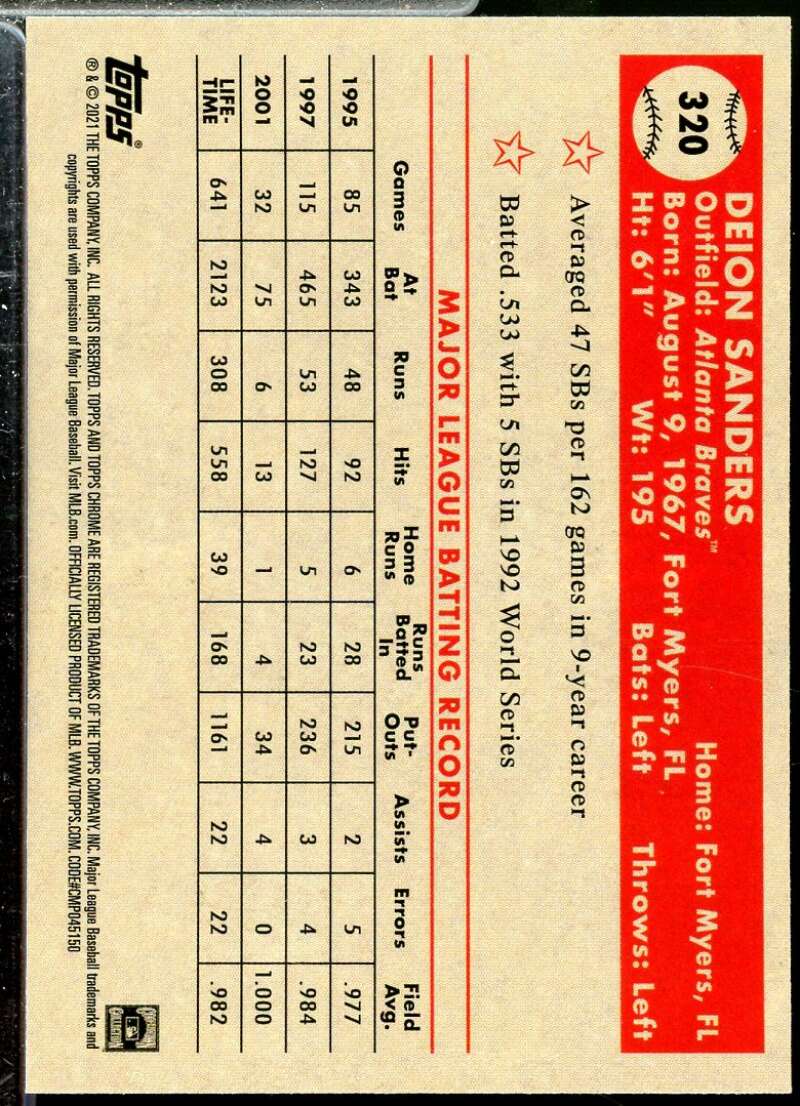 320
DEION SANDERS
Outfield: Atlanta Braves™ Home: Fort Myers, FL
Born: August 9, 1967, Fort Myers, FL
Ht: 6'1" Wt: 195 Bats: Left Throws: Left
Averaged 47 SBs per 162 games in 9-year career
Batted .533 with 5 SBs in 1992 World Series
MAJOR LEAGUE BATTING RECORD
Games At Bat Runs Hits Home Runs Runs Batted In Put-Outs Assists Errors Field Avg.
1995 85 343 48 92 6 28 215 2 5 .977
1997 115 465 53 127 5 23 236 3 4 .984
2001 32 75 6 13 1 4 34 4 0 1.000
LIFE-TIME 641 2123 308 558 39 168 1161 22 22 .982
topps®
® & © 2021 THE TOPPS COMPANY, INC. ALL RIGHTS RESERVED. TOPPS AND TOPPS CHROME ARE REGISTERED TRADEMARKS OF THE TOPPS COMPANY, INC. Major League Baseball trademarks and
copyrights are used with permission of Major League Baseball. Visit MLB.com. OFFICIALLY LICENSED PRODUCT OF MLB. WWW.TOPPS.COM. CODE#CMP045150
COOPERSTOWN
COLLECTION